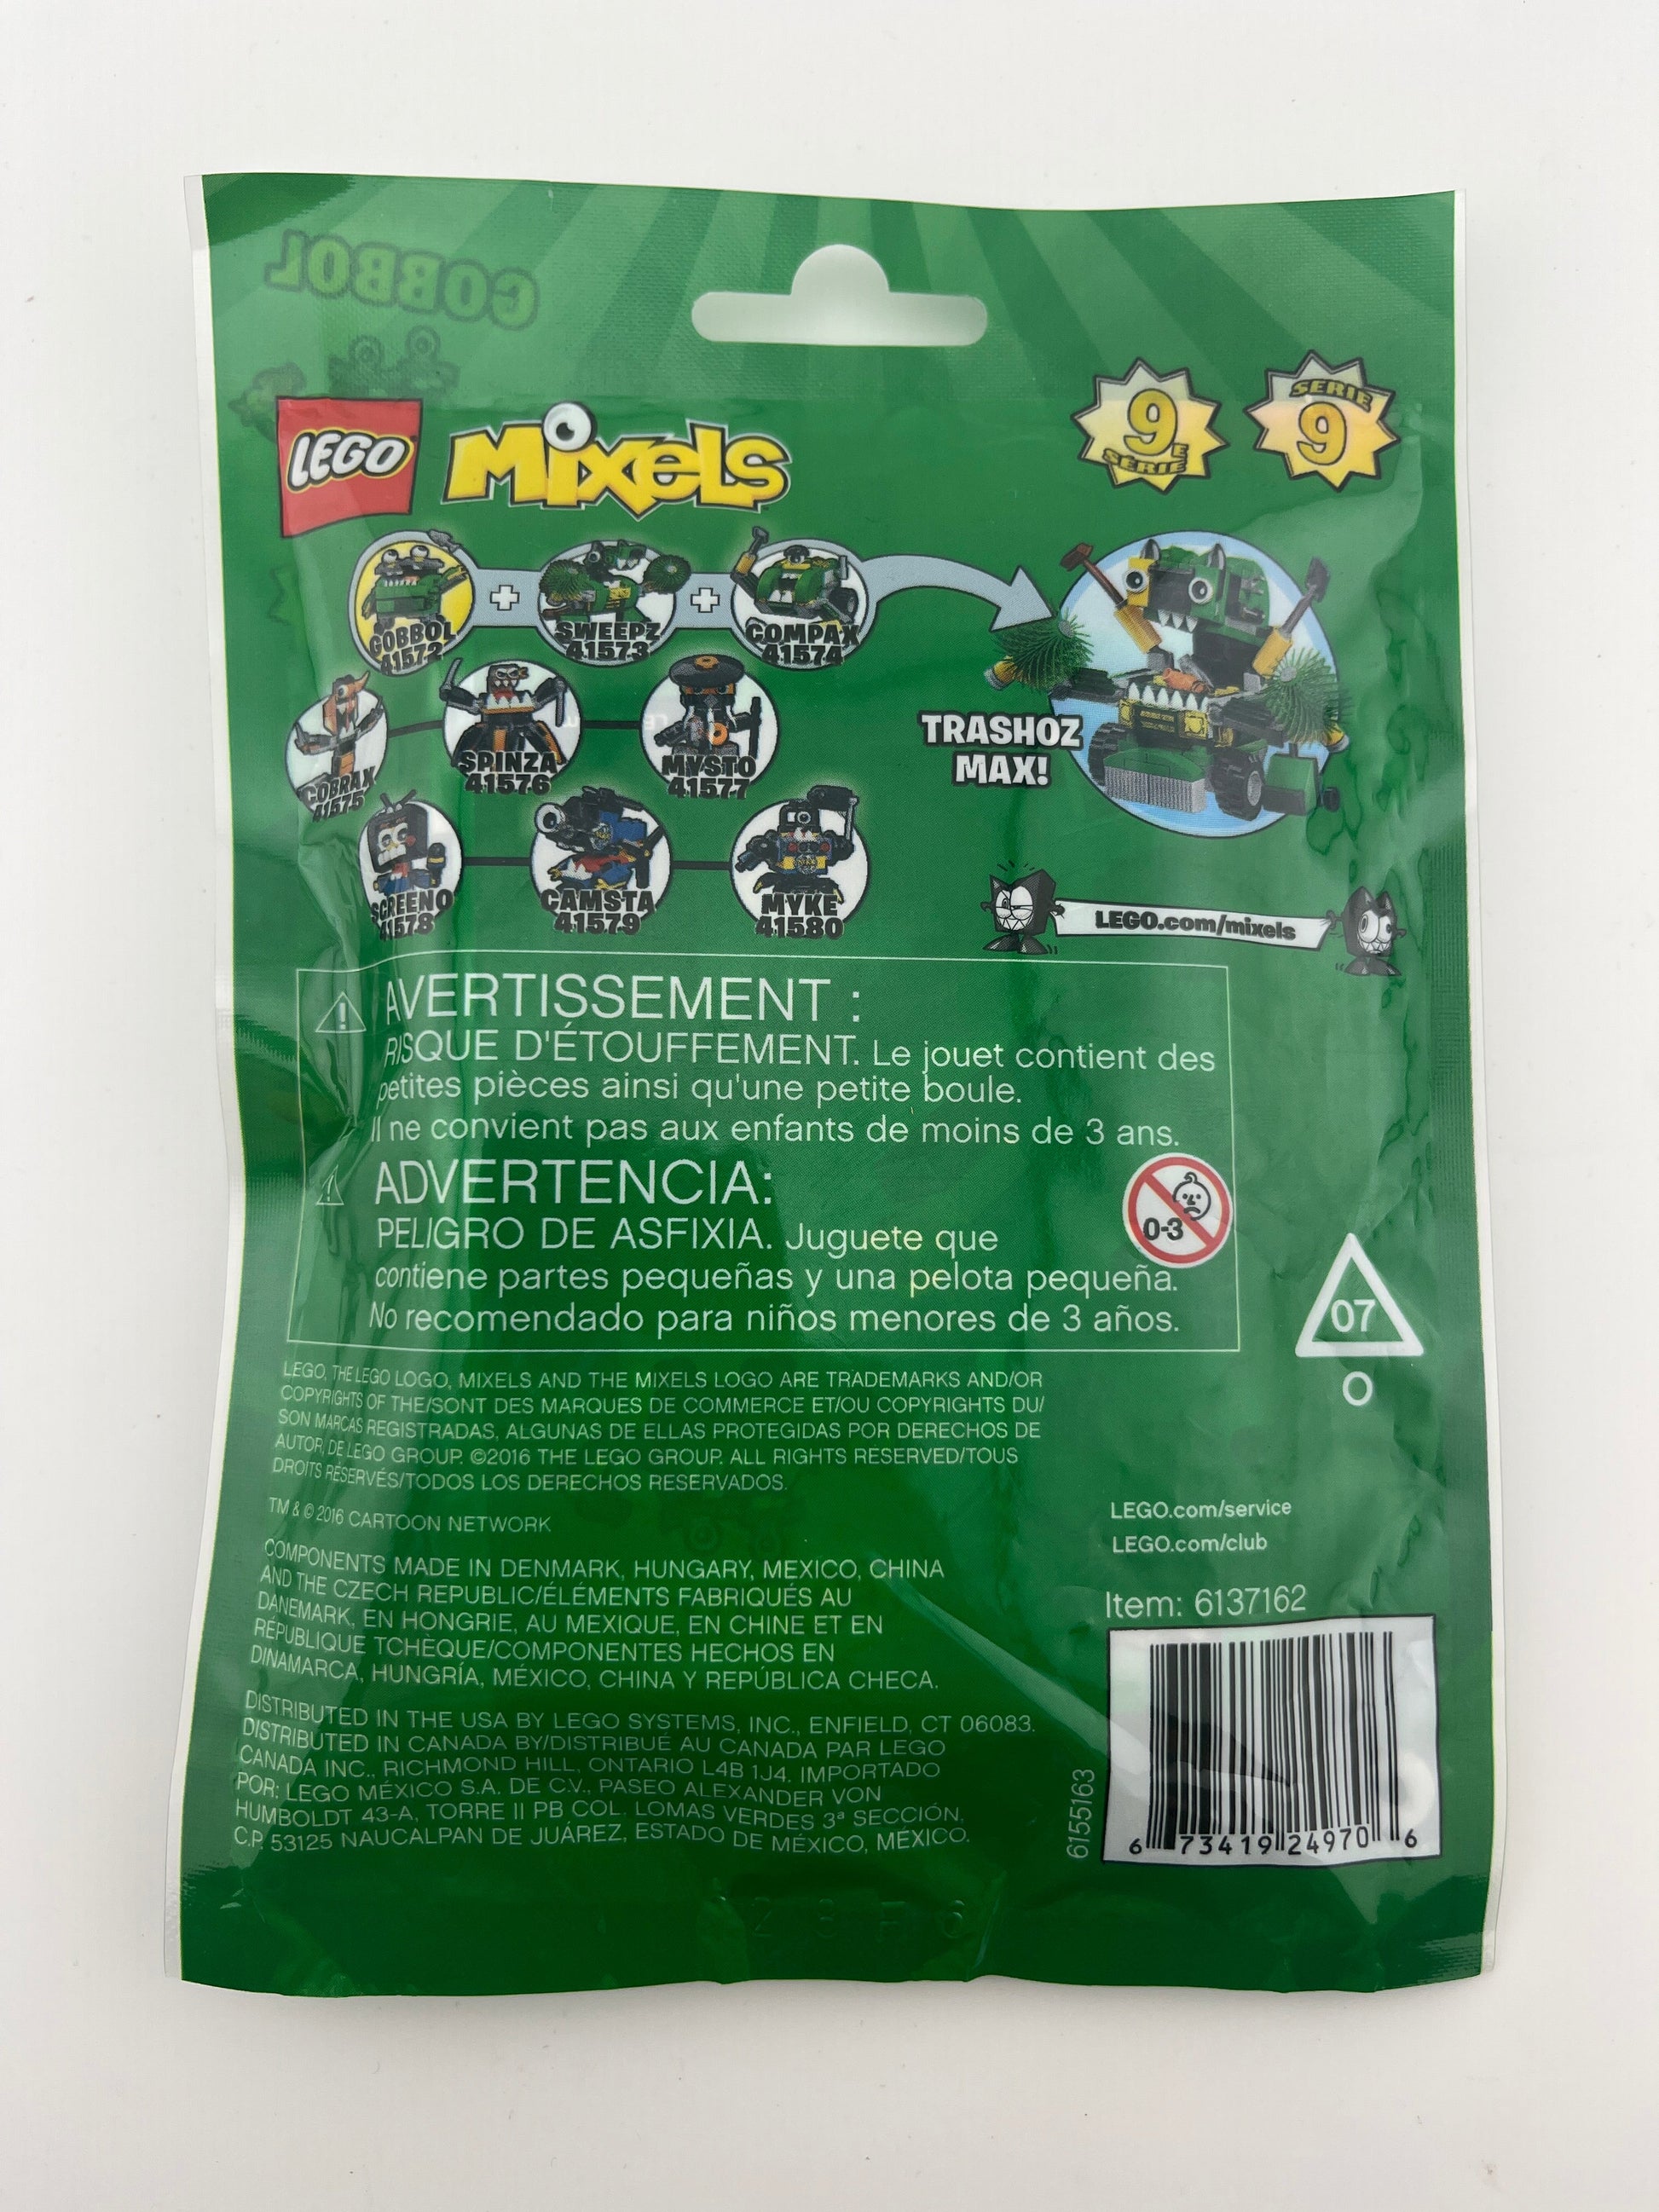 GOBBOL
LEGO
Mixels
9E
SÉRIE
SERIE
9
GOBBOL
41572
+
SWEEPZ
41573
+
COMPAX
41574
TRASHOZ
MAX!
COBRAX
41575
SPINZA
41576
MYSTO
41577
SCREENO
41578
CAMSTA
41579
MYKE
41580
LEGO.com/mixels
AVERTISSEMENT :
RISQUE D'ÉTOUFFEMENT. Le jouet contient des
petites pièces ainsi qu'une petite boule.
Il ne convient pas aux enfants de moins de 3 ans.
ADVERTENCIA:
PELIGRO DE ASFIXIA. Juguete que
contiene partes pequeñas y una pelota pequeña.
No recomendado para niños menores de 3 años.
0-3
07
O
LEGO, THE LEGO LOGO, MIXELS AND THE MIXELS LOGO ARE TRADEMARKS AND/OR
COPYRIGHTS OF THE/SONT DES MARQUES DE COMMERCE ET/OU COPYRIGHTS DU/
SON MARCAS REGISTRADAS, ALGUNAS DE ELLAS PROTEGIDAS POR DERECHOS DE
AUTOR, DE LEGO GROUP. ©2016 THE LEGO GROUP. ALL RIGHTS RESERVED/TOUS
DROITS RÉSERVÉS/TODOS LOS DERECHOS RESERVADOS.
TM & © 2016 CARTOON NETWORK
COMPONENTS MADE IN DENMARK, HUNGARY, MEXICO, CHINA
AND THE CZECH REPUBLIC/ÉLÉMENTS FABRIQUÉS AU
DANEMARK, EN HONGRIE, AU MEXIQUE, EN CHINE ET EN
RÉPUBLIQUE TCHÈQUE/COMPONENTES HECHOS EN
DINAMARCA, HUNGRÍA, MÉXICO, CHINA Y REPÚBLICA CHECA.
DISTRIBUTED IN THE USA BY LEGO SYSTEMS, INC., ENFIELD, CT 06083.
DISTRIBUTED IN CANADA BY/DISTRIBUÉ AU CANADA PAR LEGO
CANADA INC., RICHMOND HILL, ONTARIO L4B 1J4. IMPORTADO
POR: LEGO MÉXICO S.A. DE C.V., PASEO ALEXANDER VON
HUMBOLDT 43-A, TORRE II PB COL. LOMAS VERDES 3ª SECCIÓN,
C.P. 53125 NAUCALPAN DE JUÁREZ, ESTADO DE MÉXICO, MÉXICO.
LEGO.com/service
LEGO.com/club
Item: 6137162
6155163
6 73419 24970 6